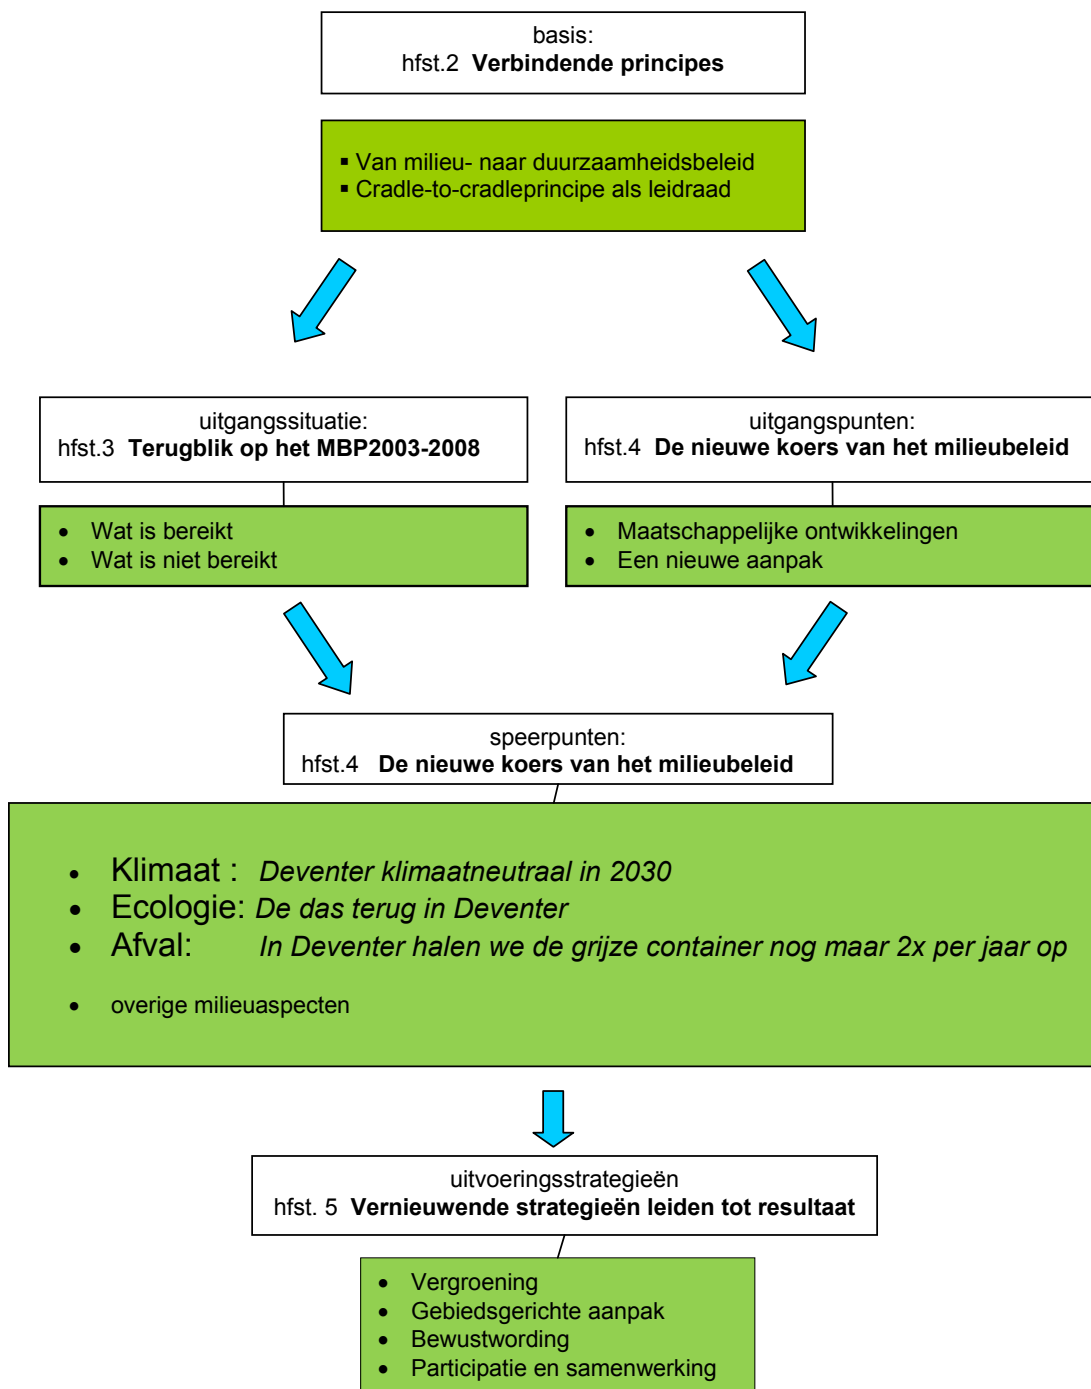 basis:
hfst.2 Verbindende principes
▪ Van milieu- naar duurzaamheidsbeleid
▪ Cradle-to-cradleprincipe als leidraad
uitgangssituatie:
hfst.3 Terugblik op het MBP2003-2008
• Wat is bereikt
• Wat is niet bereikt
uitgangspunten:
hfst.4 De nieuwe koers van het milieubeleid
• Maatschappelijke ontwikkelingen
• Een nieuwe aanpak
speerpunten:
hfst.4 De nieuwe koers van het milieubeleid
• Klimaat : Deventer klimaatneutraal in 2030
• Ecologie: De das terug in Deventer
• Afval: In Deventer halen we de grijze container nog maar 2x per jaar op
• overige milieuaspecten
uitvoeringsstrategieën
hfst. 5 Vernieuwende strategieën leiden tot resultaat
• Vergroening
• Gebiedsgerichte aanpak
• Bewustwording
• Participatie en samenwerking